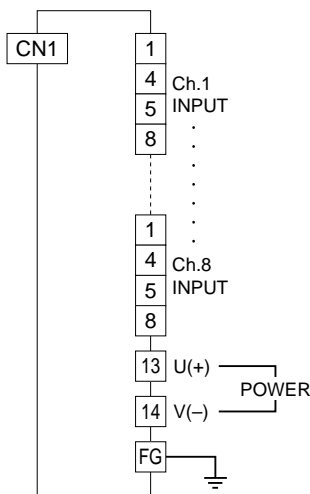 CN1
1
4
5
8
Ch.1
INPUT
1
4
5
8
Ch.8
INPUT
13 U(+)
14 V(–)
POWER
FG